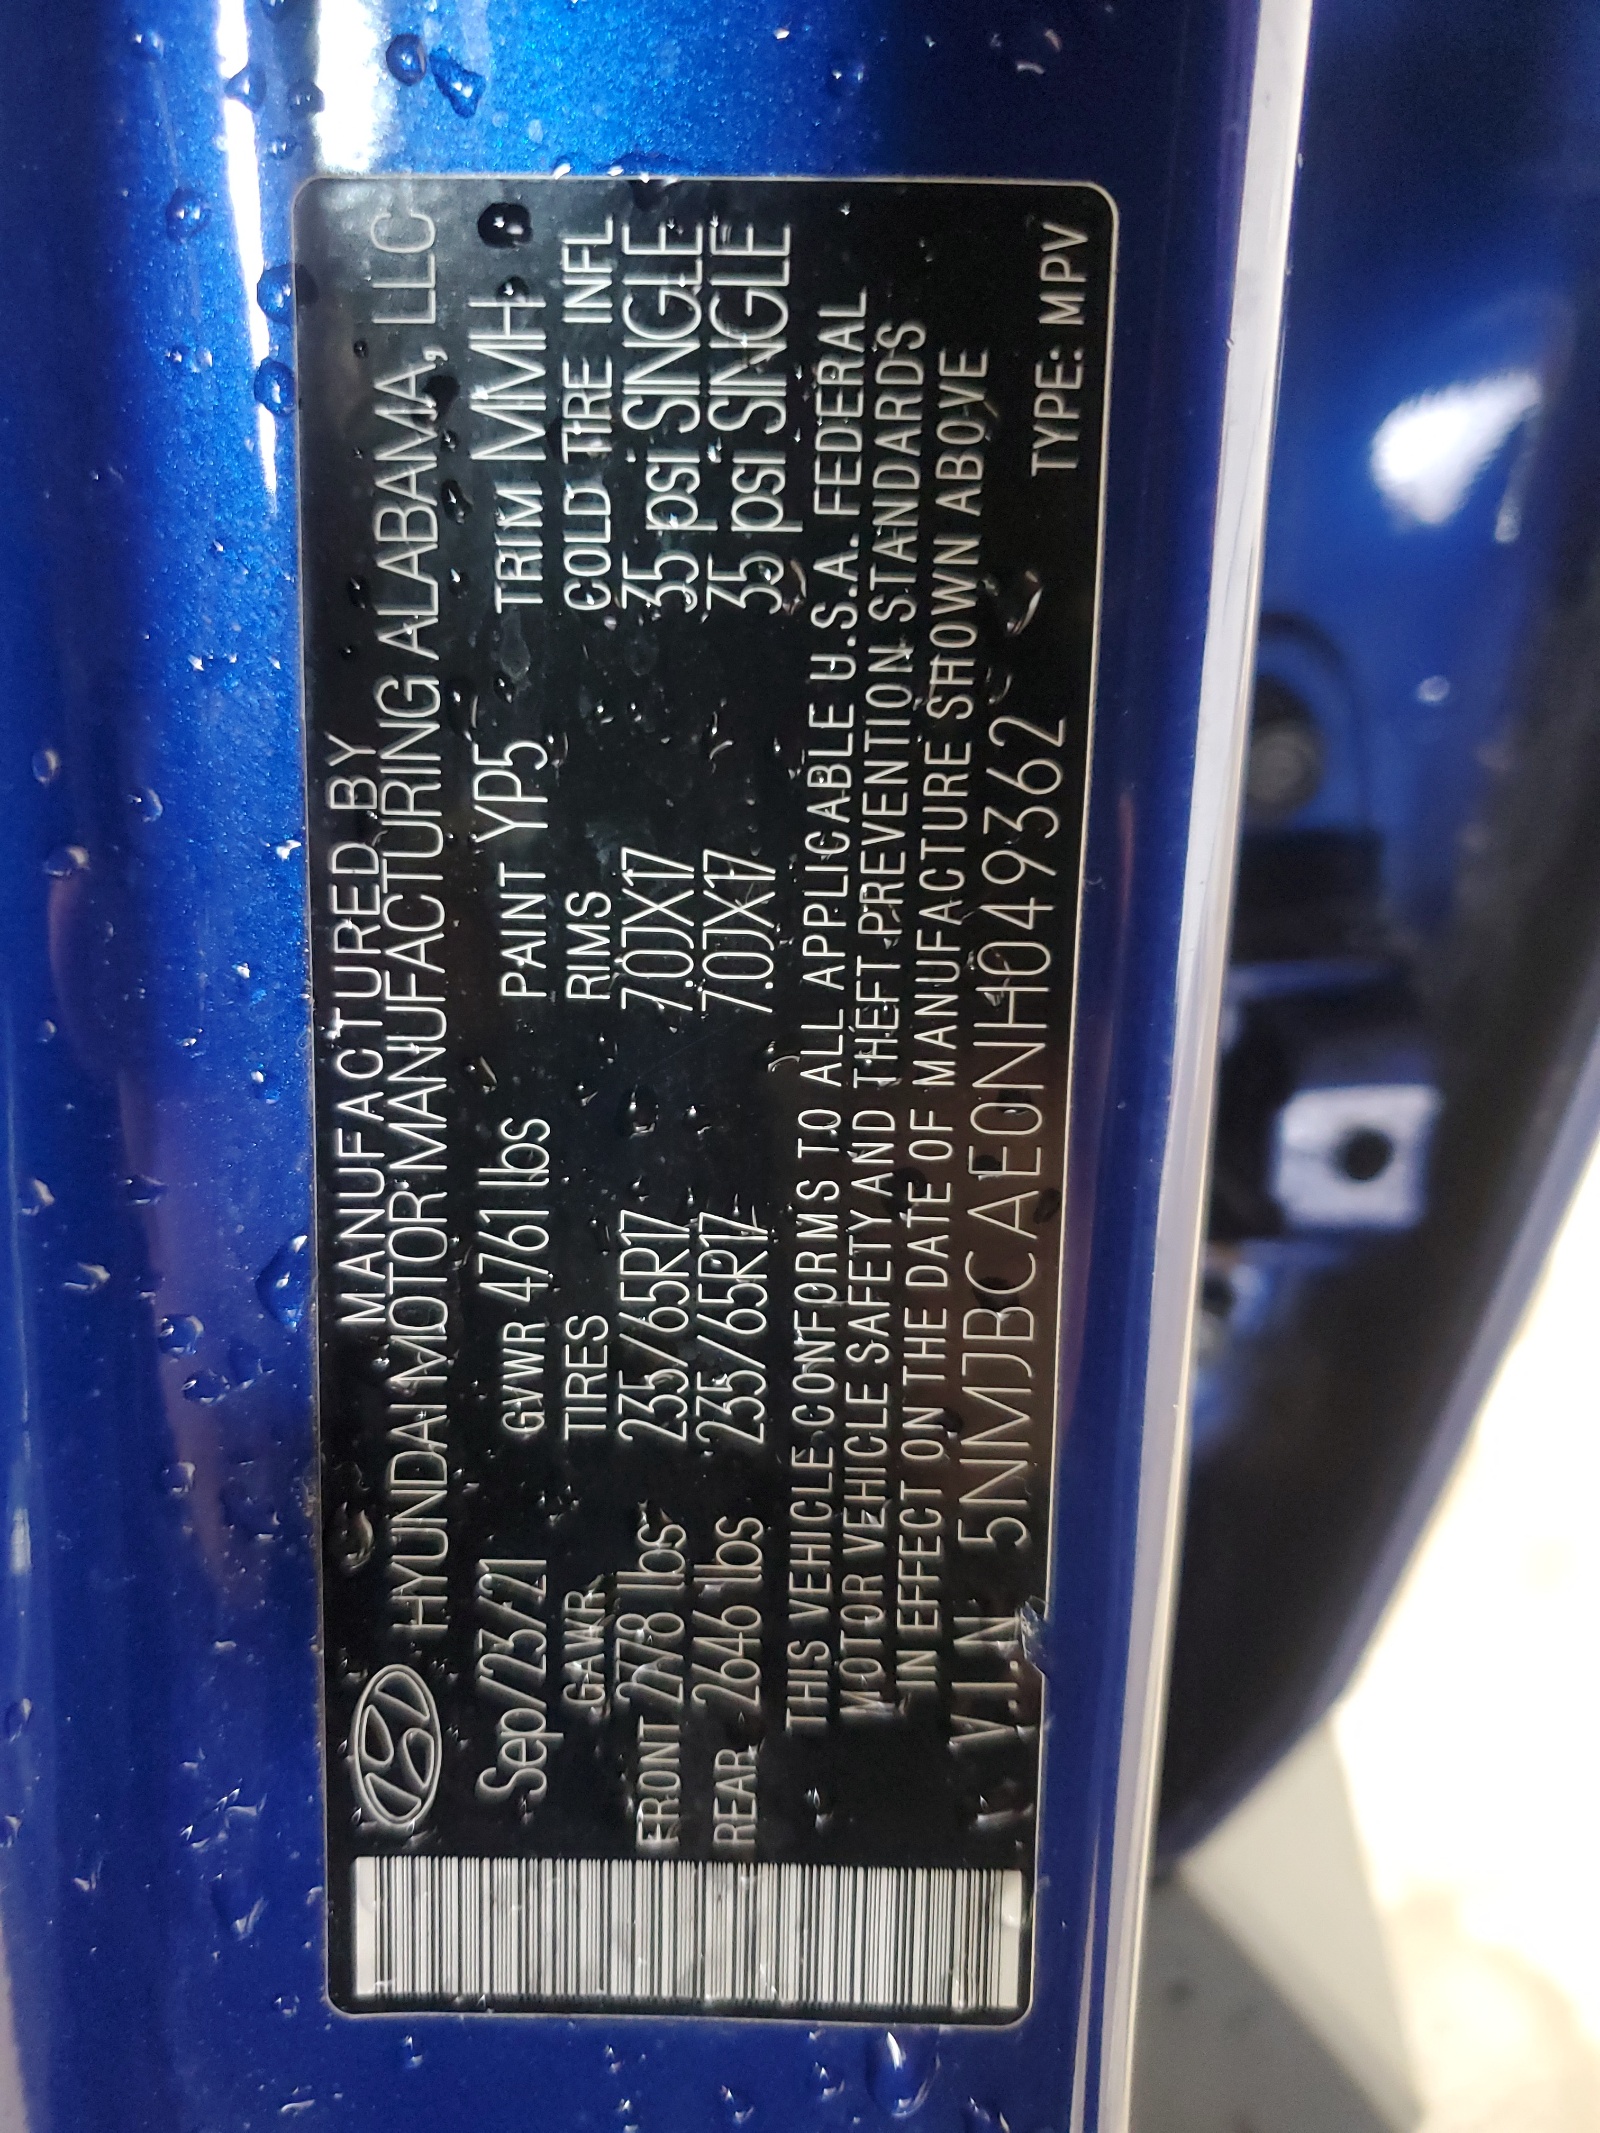 MANUFACTURED BY
HYUNDAI MOTOR MANUFACTURING ALABAMA, LLC
Sep/23/21 GVWR 4761 lbs PAINT YP5 TRIM MMH
GAWR TIRES RIMS COLD TIRE INFL
FRONT 2778 lbs 235/65R17 7.0JX17 35 psi SINGLE
REAR 2646 lbs 235/65R17 7.0JX17 35 psi SINGLE
THIS VEHICLE CONFORMS TO ALL APPLICABLE U.S.A. FEDERAL
MOTOR VEHICLE SAFETY AND THEFT PREVENTION STANDARDS
IN EFFECT ON THE DATE OF MANUFACTURE SHOWN ABOVE
V.I.N 5NMJBCAE0NH049362
TYPE: MPV